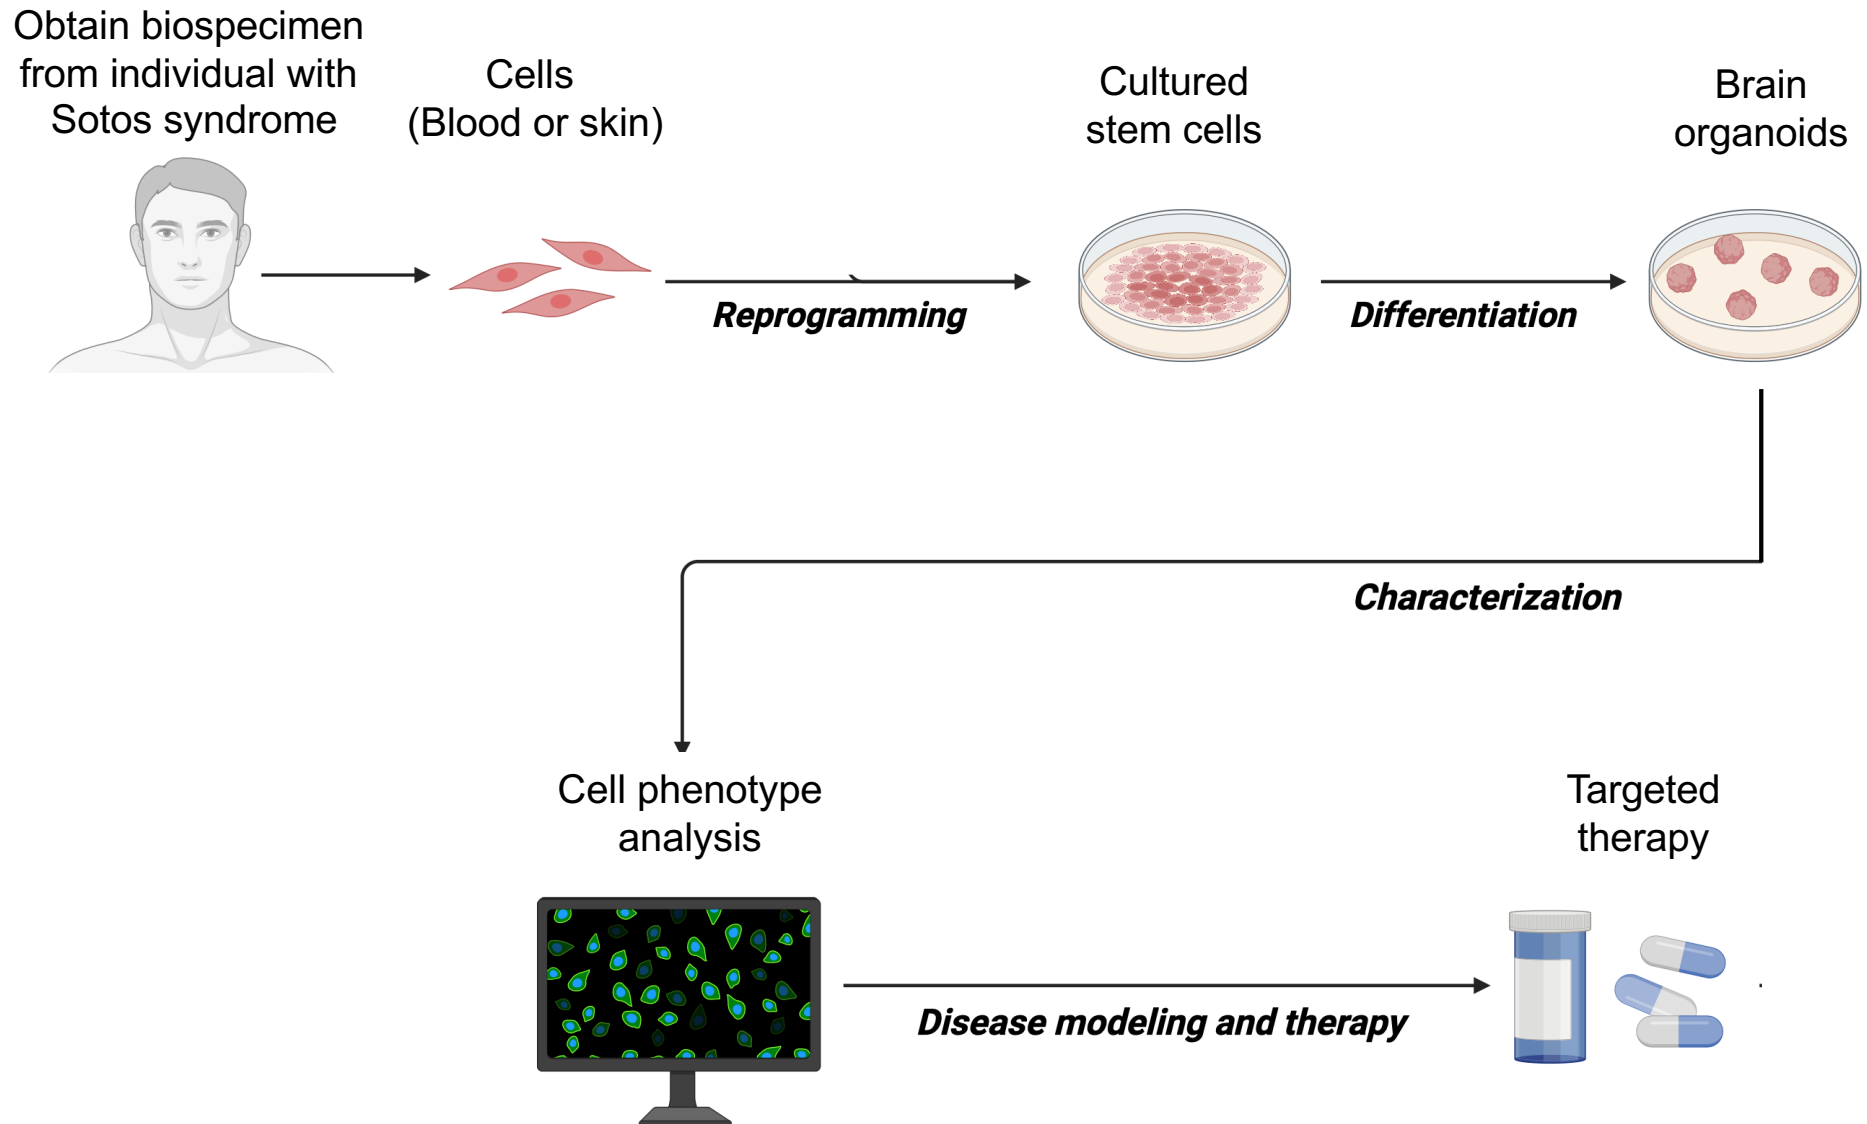 Obtain biospecimen
from individual with
Sotos syndrome
Cells
(Blood or skin)
Cultured
stem cells
Brain
organoids
Reprogramming
Differentiation
Characterization
Cell phenotype
analysis
Targeted
therapy
Disease modeling and therapy